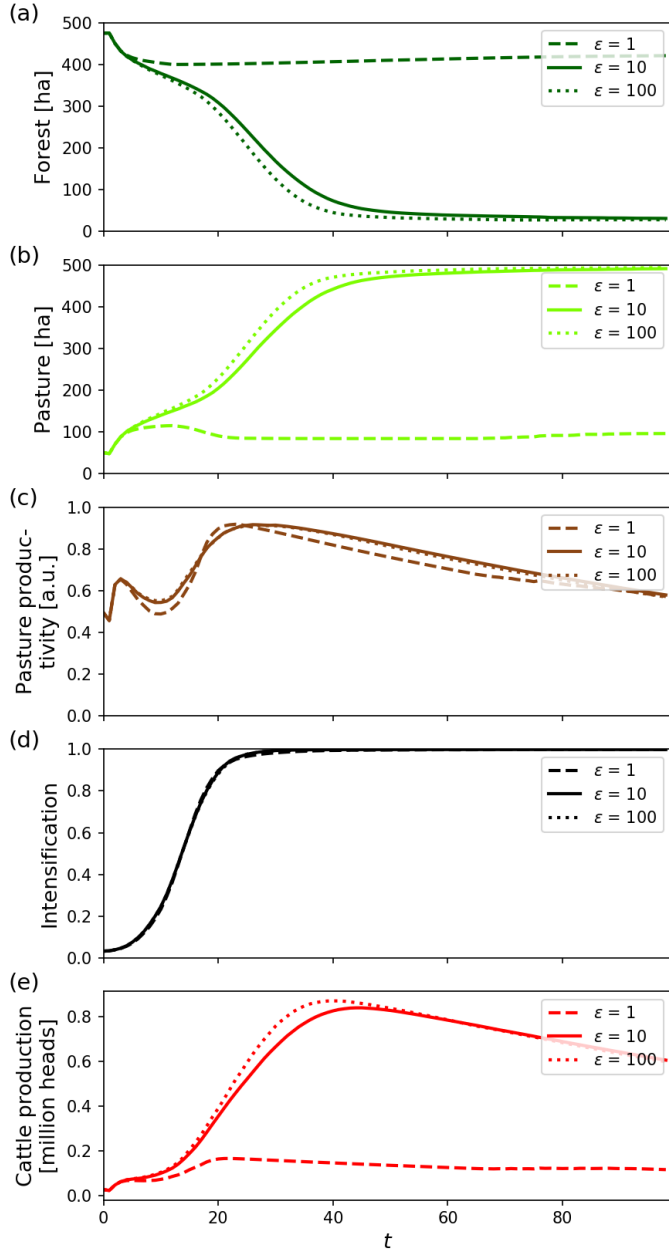 (a)
500
400
300
200
100
0
Forest [ha]
ε = 1
ε = 10
ε = 100
(b)
500
400
300
200
100
0
Pasture [ha]
ε = 1
ε = 10
ε = 100
(c)
1.0
0.8
0.6
0.4
0.2
0.0
Pasture produc-
tivity [a.u.]
ε = 1
ε = 10
ε = 100
(d)
1.0
0.8
0.6
0.4
0.2
0.0
Intensification
ε = 1
ε = 10
ε = 100
(e)
0.8
0.6
0.4
0.2
0.0
Cattle production
[million heads]
ε = 1
ε = 10
ε = 100
0 20 40 60 80
t